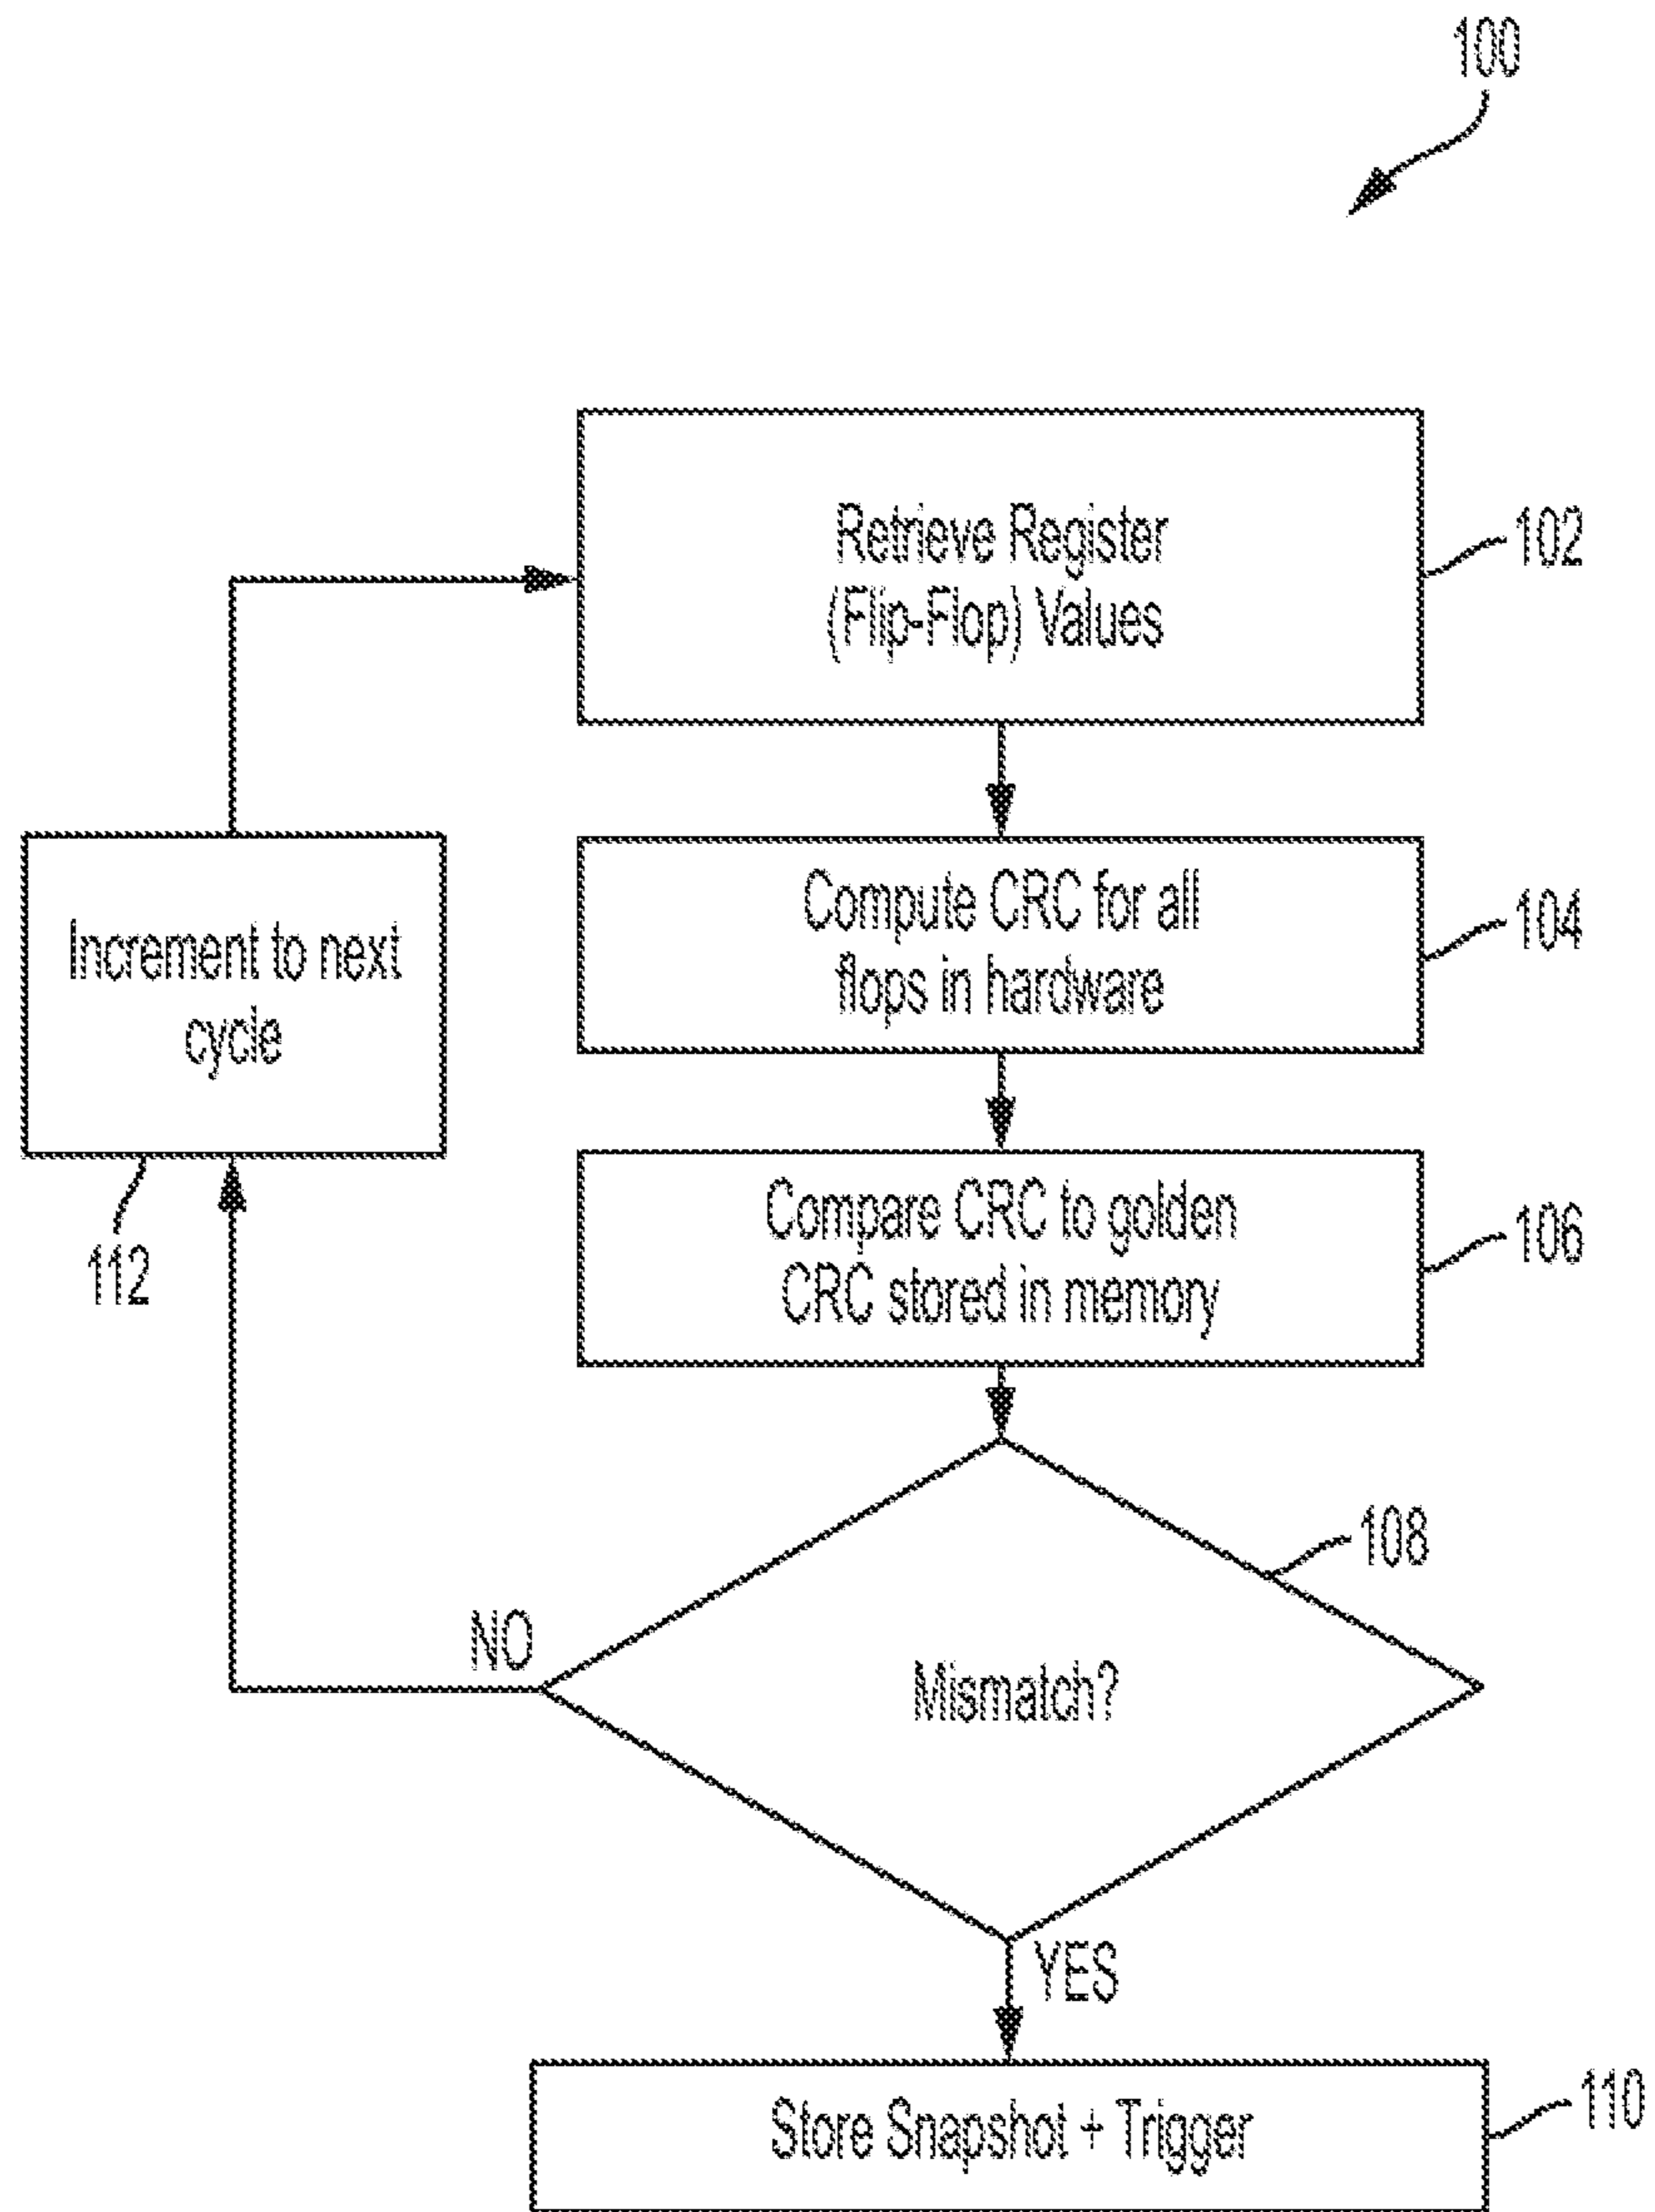 100
Retrieve Register
(Flip-Flop) Values
102
Compute CRC for all
flops in hardware
104
Increment to next
cycle
112
Compare CRC to golden
CRC stored in memory
106
108
NO
Mismatch?
YES
Store Snapshot + Trigger
110